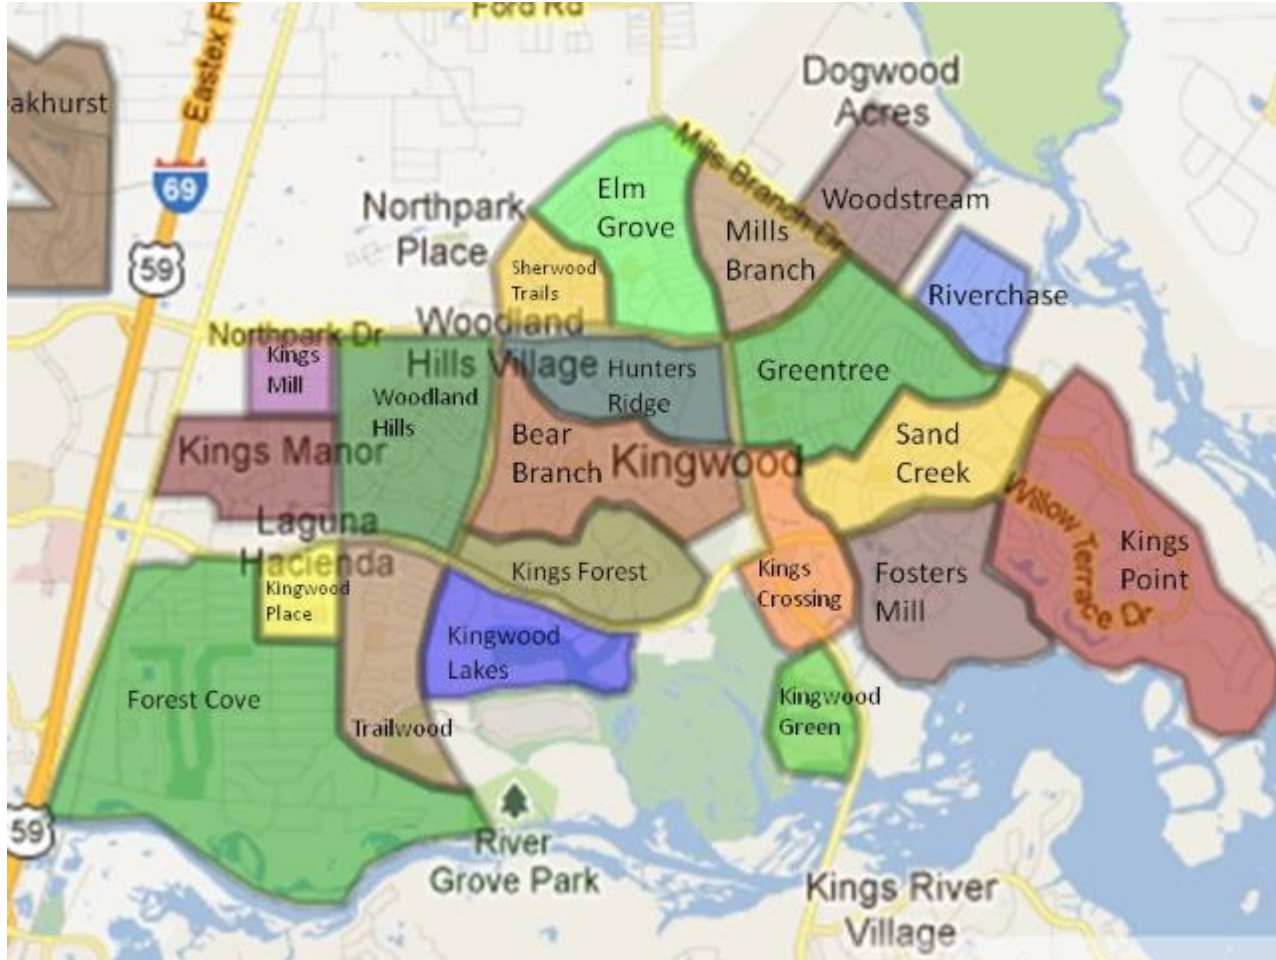 Ford Rd
Eastex F
akhurst
69
59
Dogwood
Acres
Mills Branch Dr
Woodstream
Elm
Grove
Mills
Branch
Northpark
Place
Sherwood
Trails
Riverchase
Northpark Dr
Woodland
Hills Village
Kings
Mill
Hunters
Ridge
Greentree
Woodland
Hills
Kings Manor
Bear
Branch
Kingwood
Sand
Creek
Willow Terrace Dr
Laguna
Hacienda
Kingwood
Place
Kings Forest
Kings
Crossing
Fosters
Mill
Kings
Point
Kingwood
Lakes
Forest Cove
Trailwood
Kingwood
Green
59
River
Grove Park
Kings River
Village